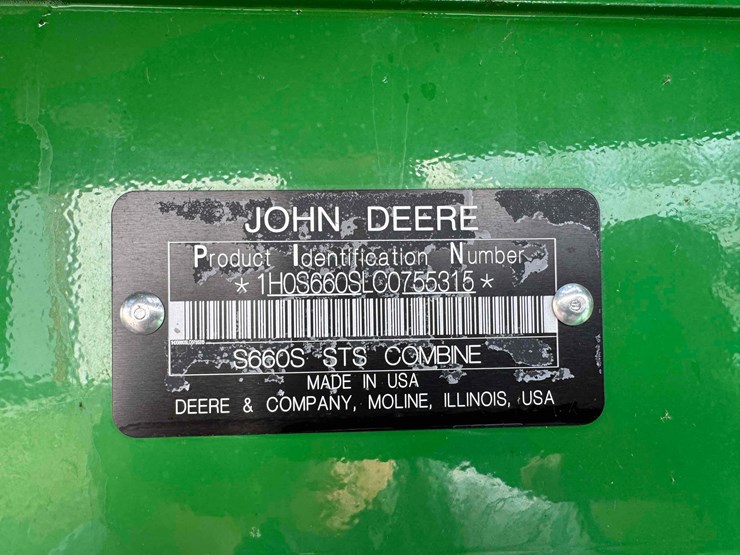 JOHN DEERE
Product Identification Number
*1H0S660SLC0755315*
S660S STS COMBINE
MADE IN USA
DEERE & COMPANY, MOLINE, ILLINOIS, USA